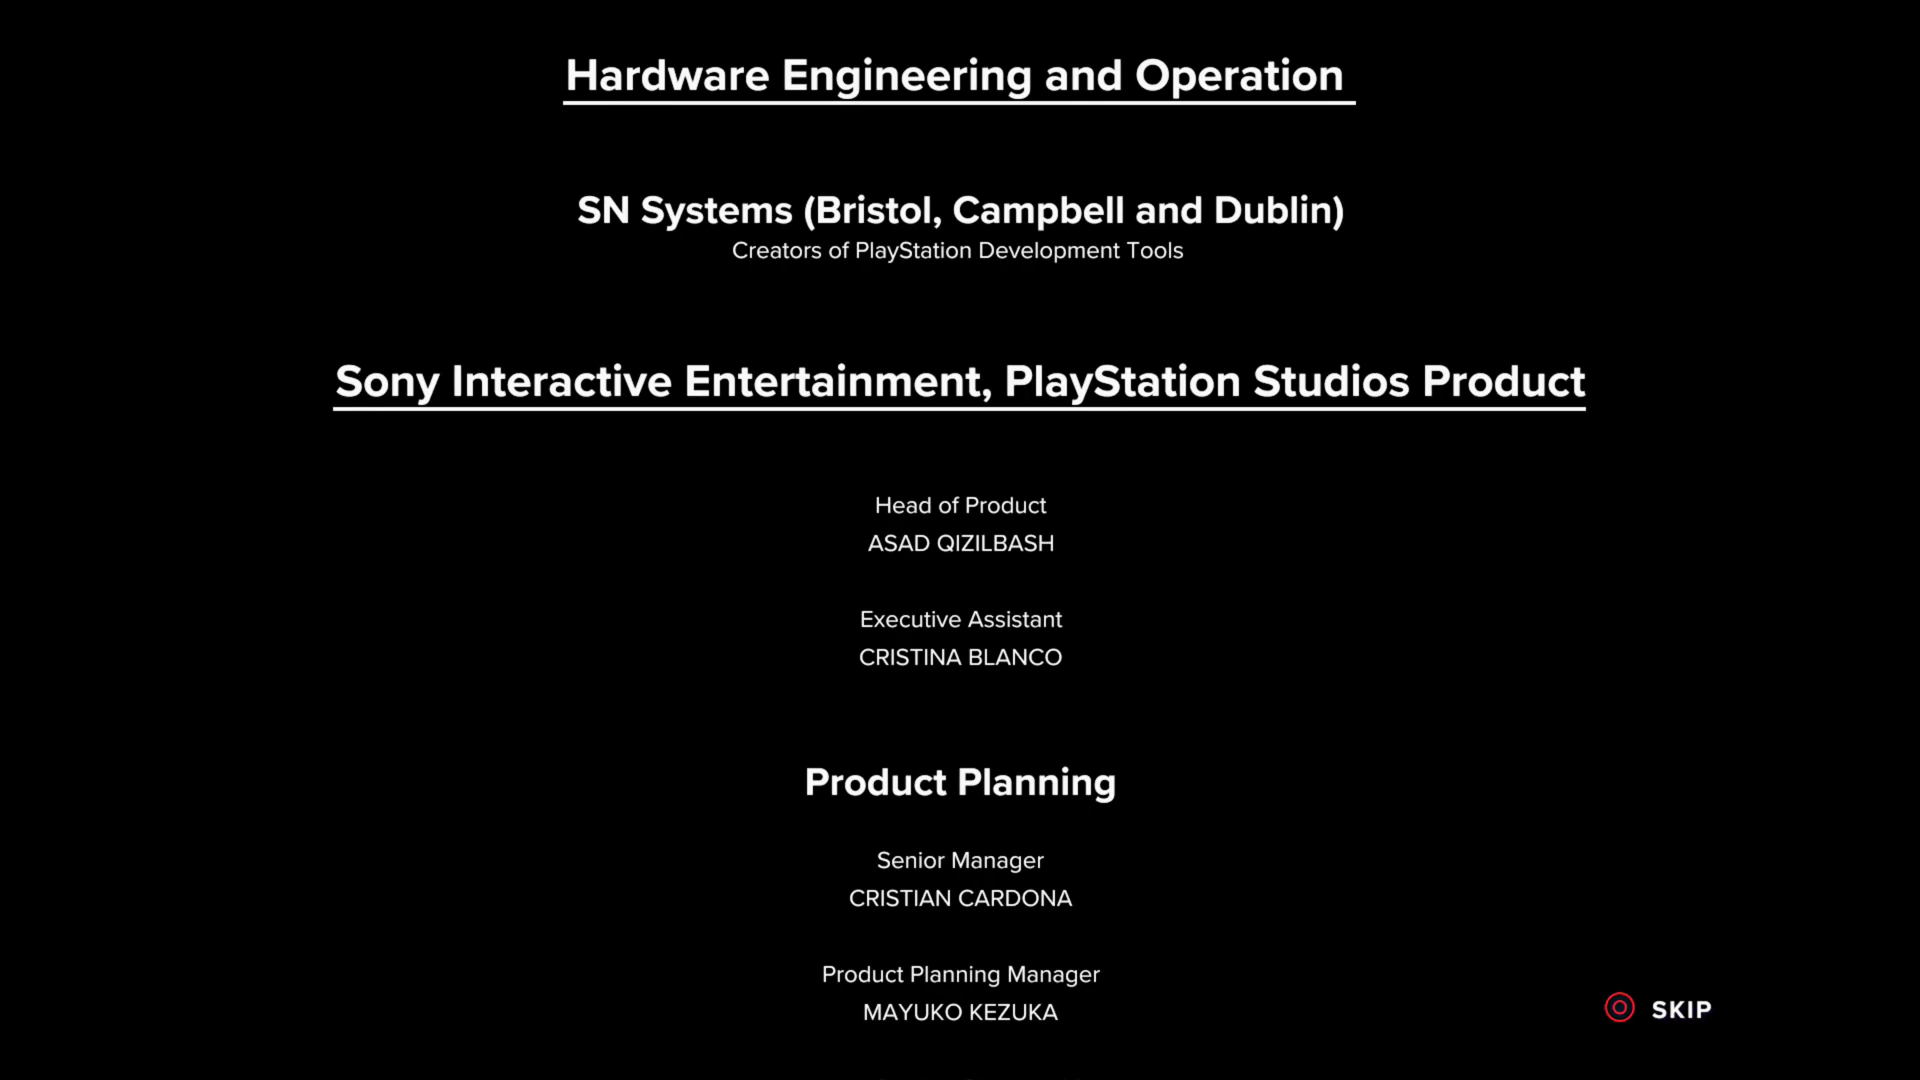 Hardware Engineering and Operation
SN Systems (Bristol, Campbell and Dublin)
Creators of PlayStation Development Tools
Sony Interactive Entertainment, PlayStation Studios Product
Head of Product
ASAD QIZILBASH
Executive Assistant
CRISTINA BLANCO
Product Planning
Senior Manager
CRISTIAN CARDONA
Product Planning Manager
MAYUKO KEZUKA
SKIP